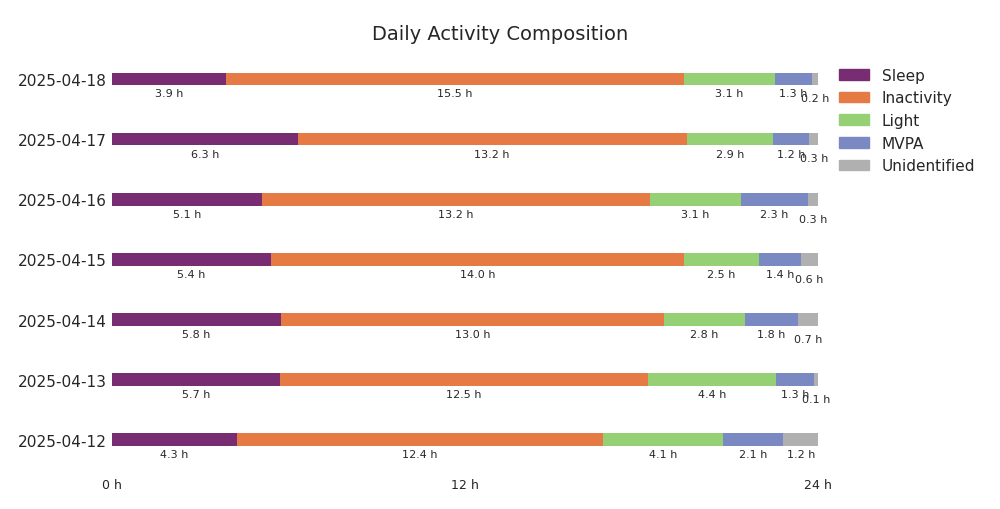 Daily Activity Composition
2025-04-18
3.9 h 15.5 h 3.1 h 1.3 h 0.2 h
2025-04-17
6.3 h 13.2 h 2.9 h 1.2 h 0.3 h
2025-04-16
5.1 h 13.2 h 3.1 h 2.3 h 0.3 h
2025-04-15
5.4 h 14.0 h 2.5 h 1.4 h 0.6 h
2025-04-14
5.8 h 13.0 h 2.8 h 1.8 h 0.7 h
2025-04-13
5.7 h 12.5 h 4.4 h 1.3 h 0.1 h
2025-04-12
4.3 h 12.4 h 4.1 h 2.1 h 1.2 h
0 h 12 h 24 h
Sleep
Inactivity
Light
MVPA
Unidentified